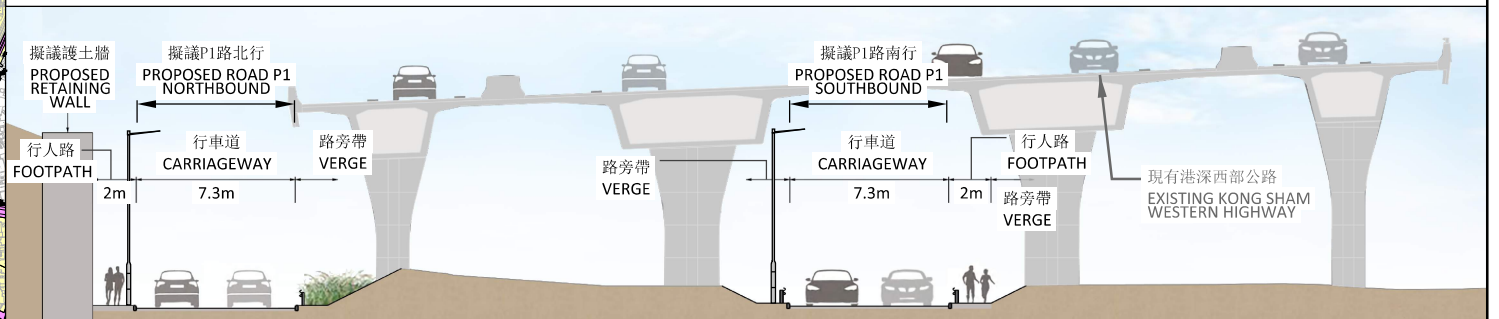 擬議護土牆
PROPOSED
RETAINING
WALL
行人路
FOOTPATH
2m
擬議P1路北行
PROPOSED ROAD P1
NORTHBOUND
行車道
CARRIAGEWAY
7.3m
路旁帶
VERGE
路旁帶
VERGE
擬議P1路南行
PROPOSED ROAD P1
SOUTHBOUND
行車道
CARRIAGEWAY
7.3m
行人路
FOOTPATH
2m
路旁帶
VERGE
現有港深西部公路
EXISTING KONG SHAM
WESTERN HIGHWAY